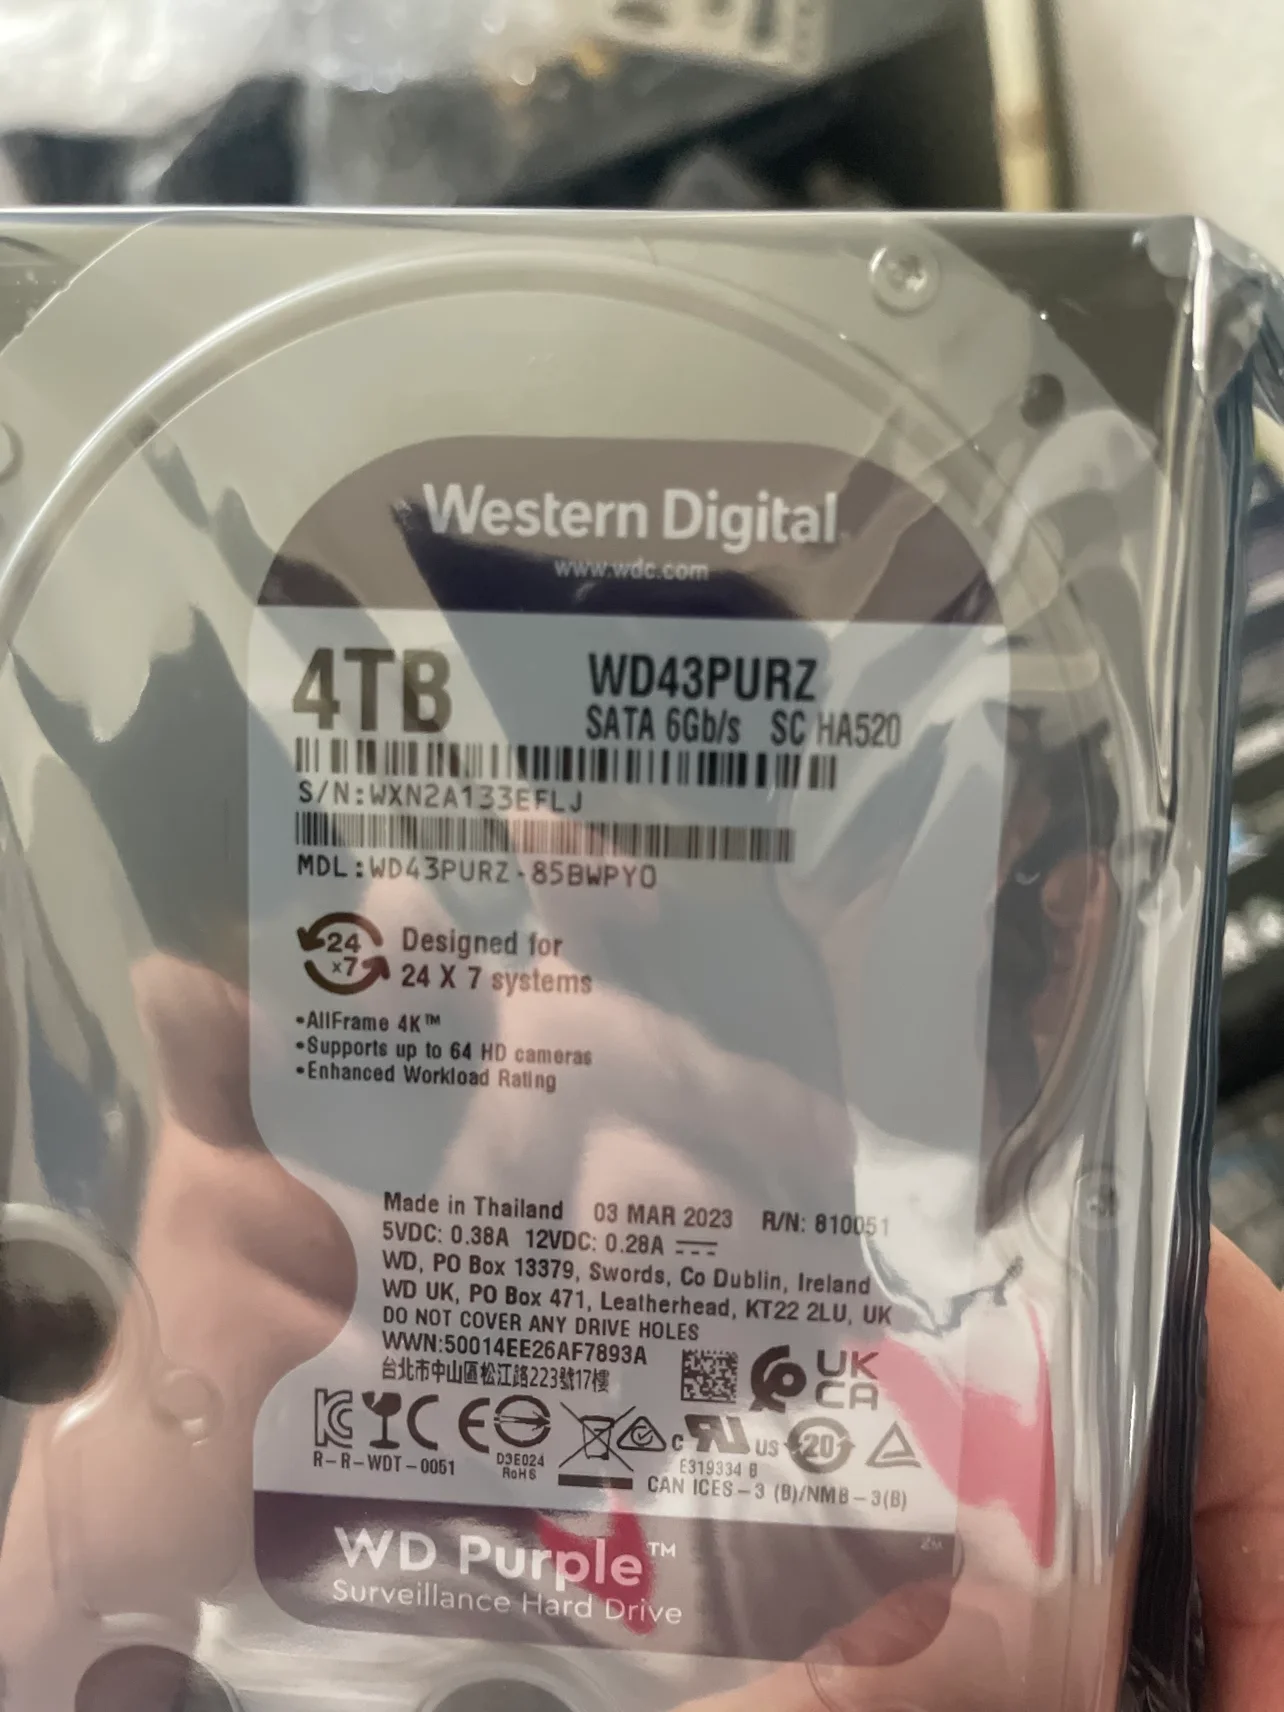 Western Digital
www.wdc.com
4TB
WD43PURZ
SATA 6Gb/s SC HA520
S/N:WXN2A133EFLJ
MDL:WD43PURZ-85BWPY0
24
x7
Designed for
24 X 7 systems
•AllFrame 4K™
•Supports up to 64 HD cameras
•Enhanced Workload Rating
Made in Thailand 03 MAR 2023 R/N: 810051
5VDC: 0.38A 12VDC: 0.28A
WD, PO Box 13379, Swords, Co Dublin, Ireland
WD UK, PO Box 471, Leatherhead, KT22 2LU, UK
DO NOT COVER ANY DRIVE HOLES
WWN:50014EE26AF7893A
台北市中山區松江路223號17樓
UK
CA
CE
C
US
20
R-R-WDT-0051
D3E024
RoHS
E319334 B
CAN ICES-3 (B)/NMB-3(B)
WD Purple™
Surveillance Hard Drive